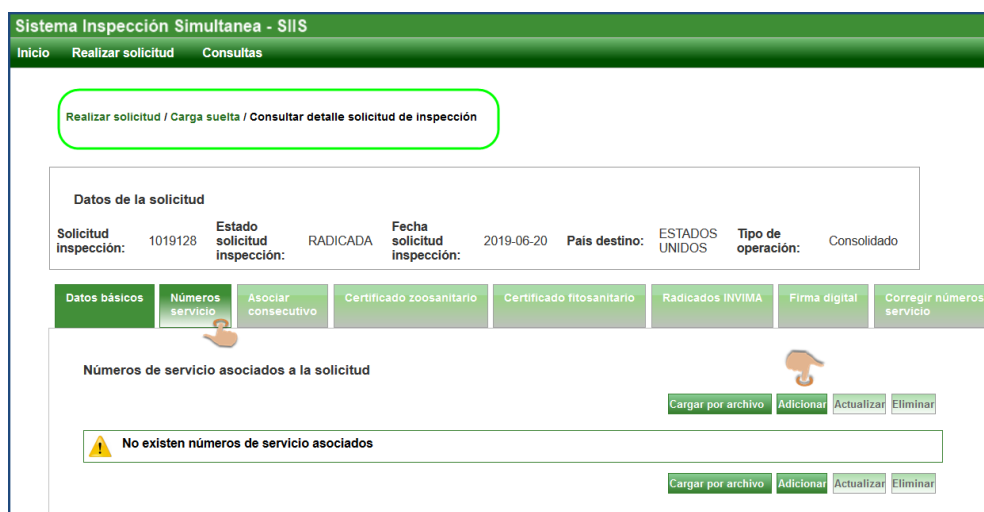 Sistema Inspección Simultanea - SIIS
Inicio Realizar solicitud Consultas
Realizar solicitud / Carga suelta / Consultar detalle solicitud de inspección
Datos de la solicitud
Solicitud inspección: 1019128 Estado solicitud inspección: RADICADA Fecha solicitud inspección: 2019-06-20 Pais destino: ESTADOS UNIDOS Tipo de operación: Consolidado
Datos básicos Números servicio Asociar consecutivo Certificado zoosanitario Certificado fitosanitario Radicados INVIMA Firma digital Corregir números servicio
Números de servicio asociados a la solicitud
Cargar por archivo Adicionar Actualizar Eliminar
No existen números de servicio asociados
Cargar por archivo Adicionar Actualizar Eliminar